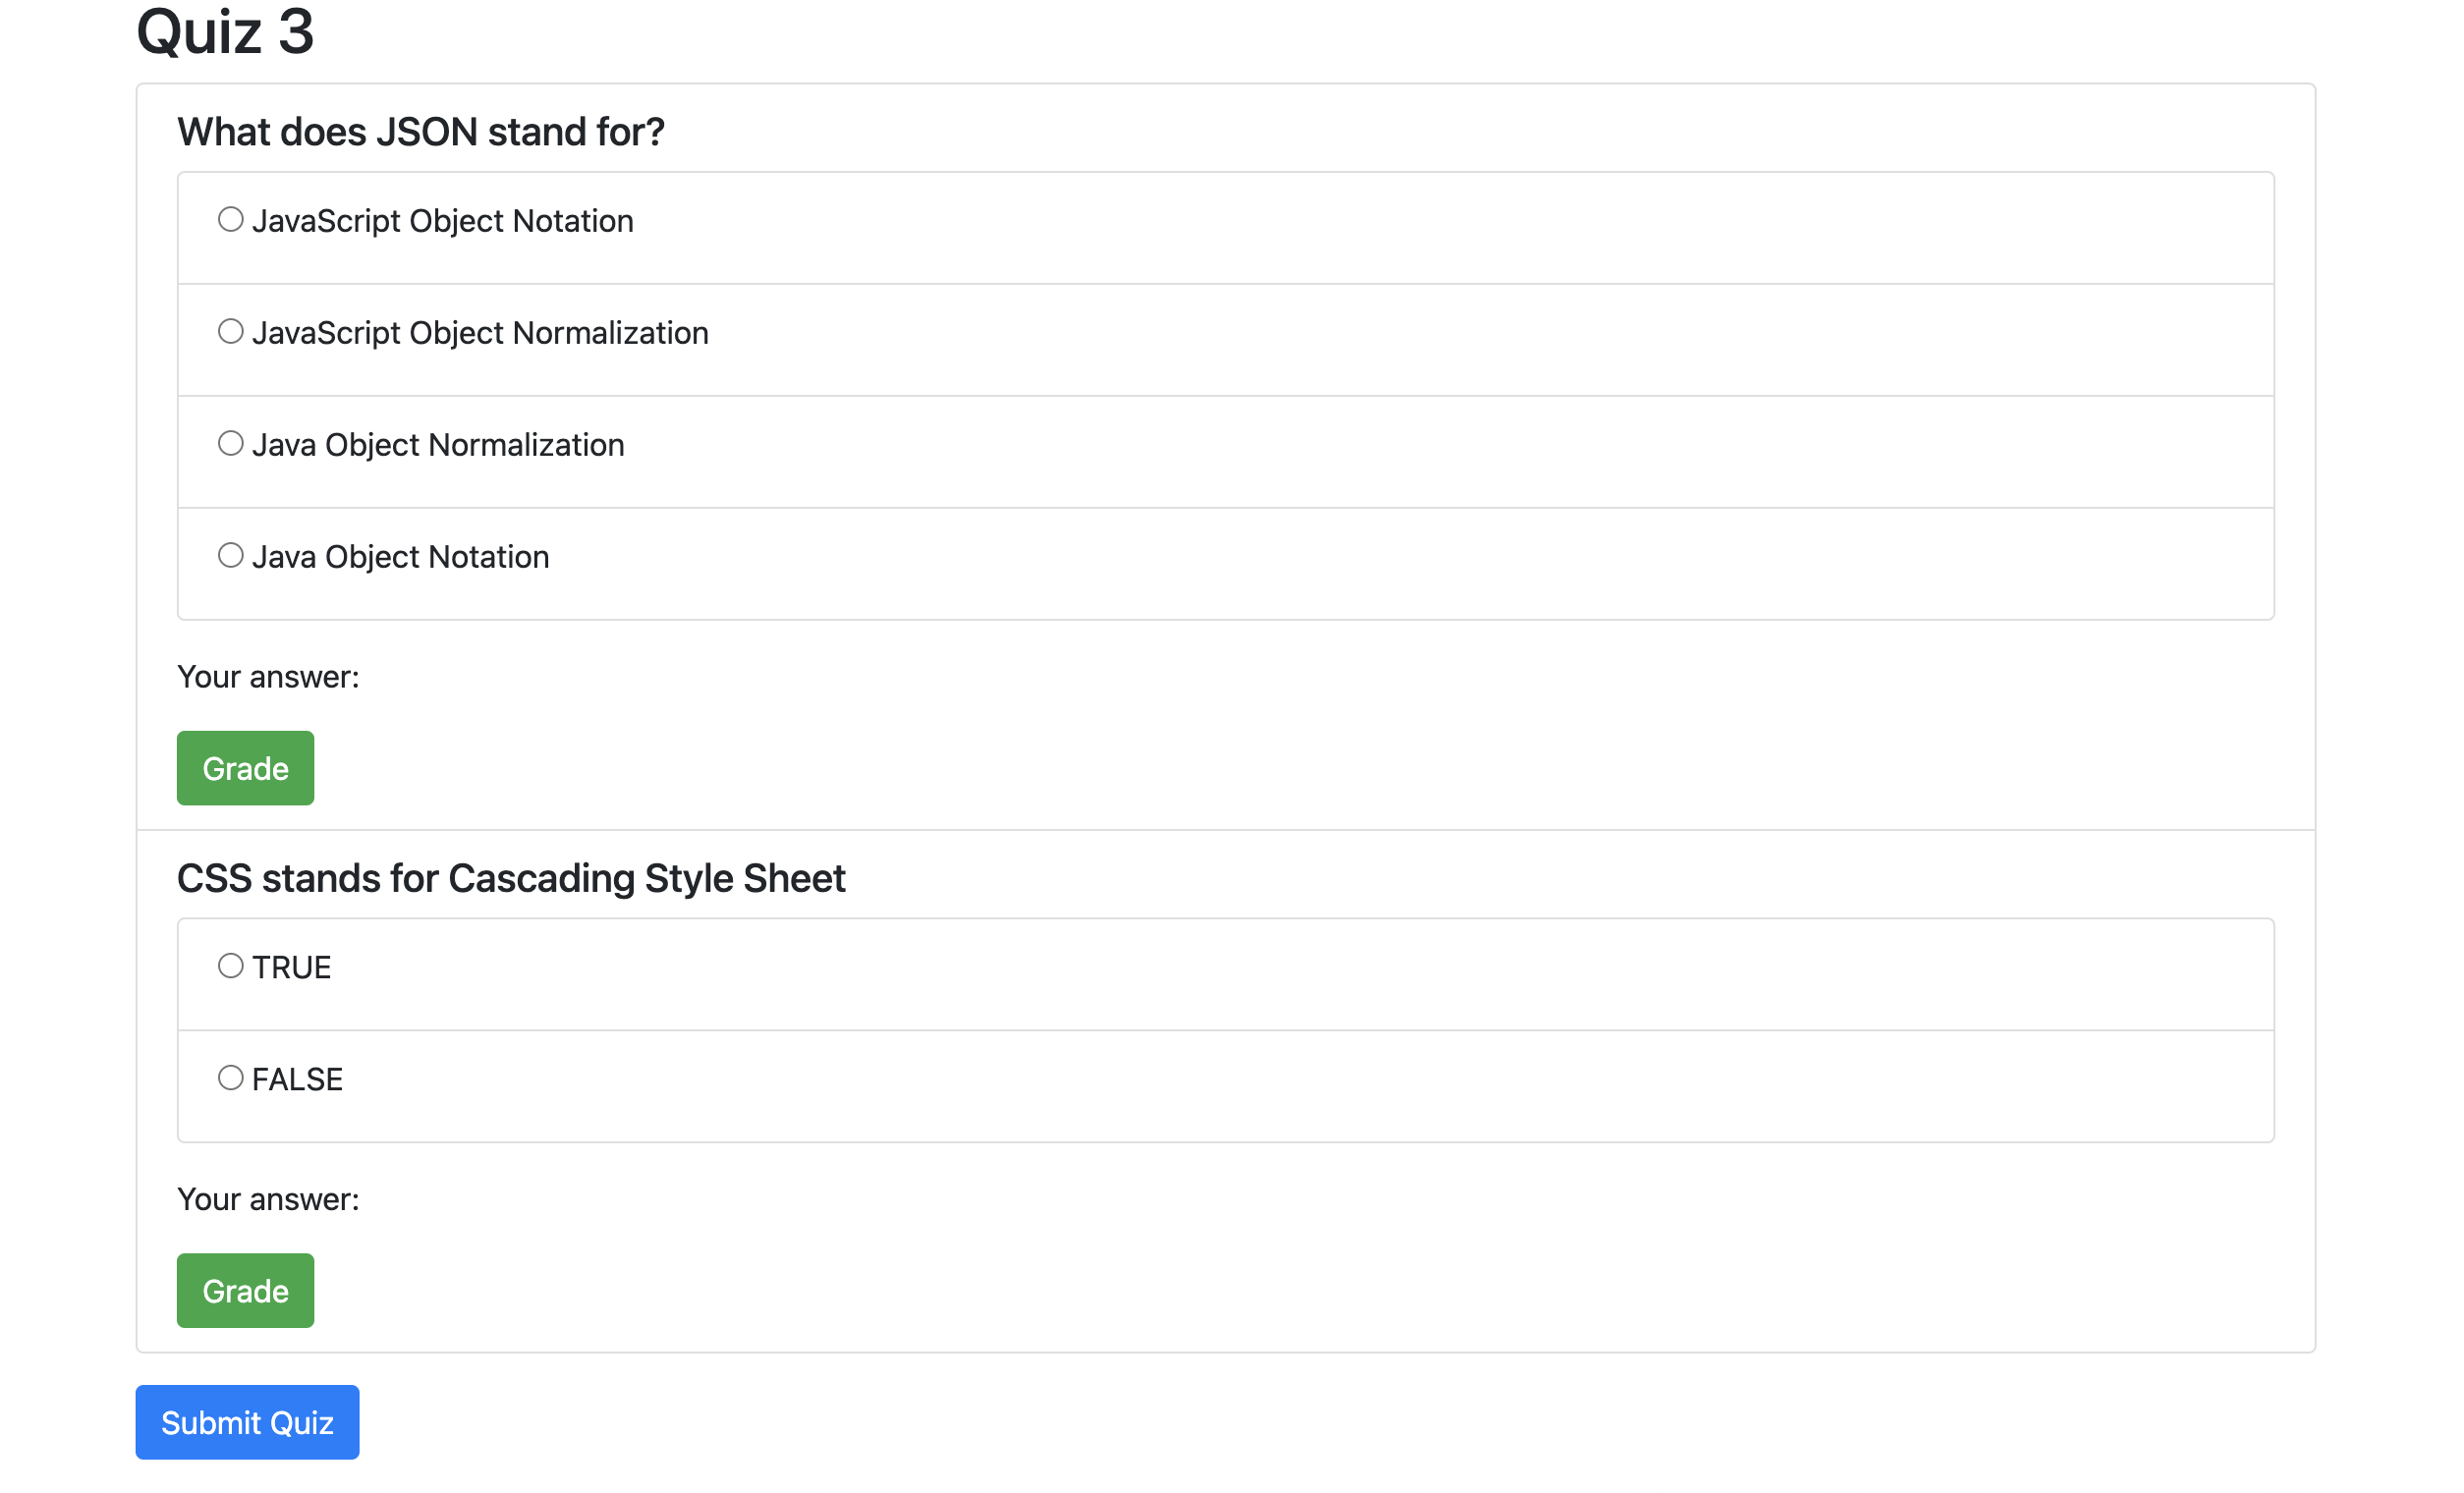 Quiz 3
What does JSON stand for?
JavaScript Object Notation
JavaScript Object Normalization
Java Object Normalization
Java Object Notation
Your answer:
Grade
CSS stands for Cascading Style Sheet
TRUE
FALSE
Your answer:
Grade
Submit Quiz